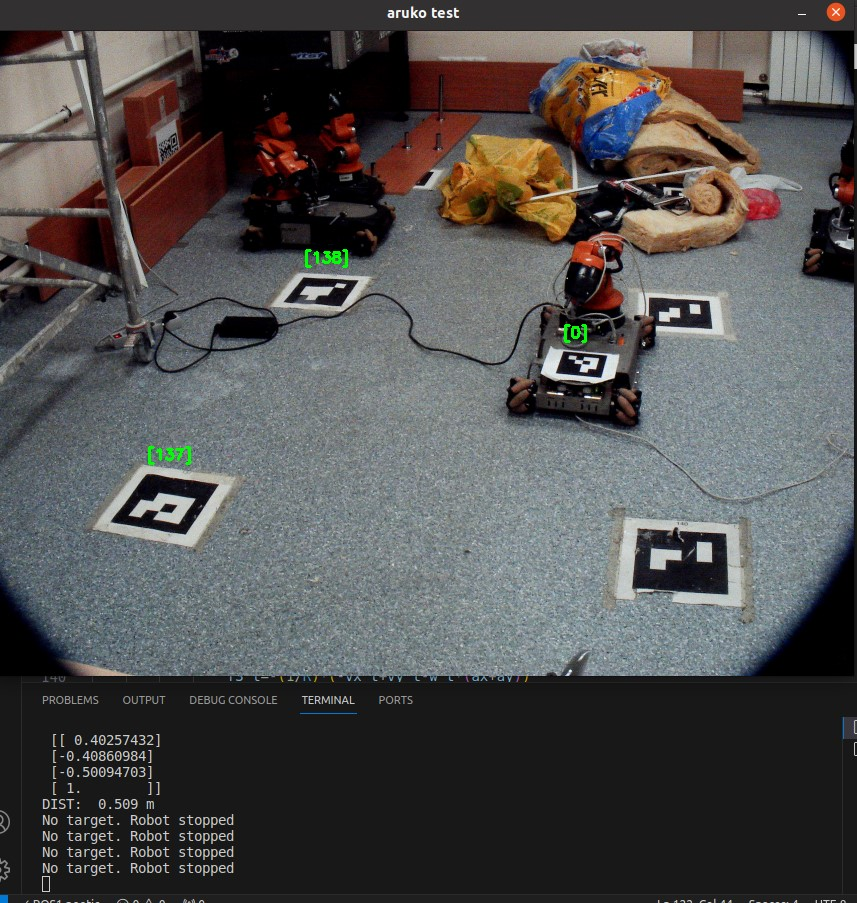 aruko test
[138]
[0]
[137]
140
PROBLEMS OUTPUT DEBUG CONSOLE TERMINAL PORTS
[[ 0.40257432]
[-0.40860984]
[-0.50094703]
[ 1. ]]
DIST: 0.509 m
No target. Robot stopped
No target. Robot stopped
No target. Robot stopped
No target. Robot stopped